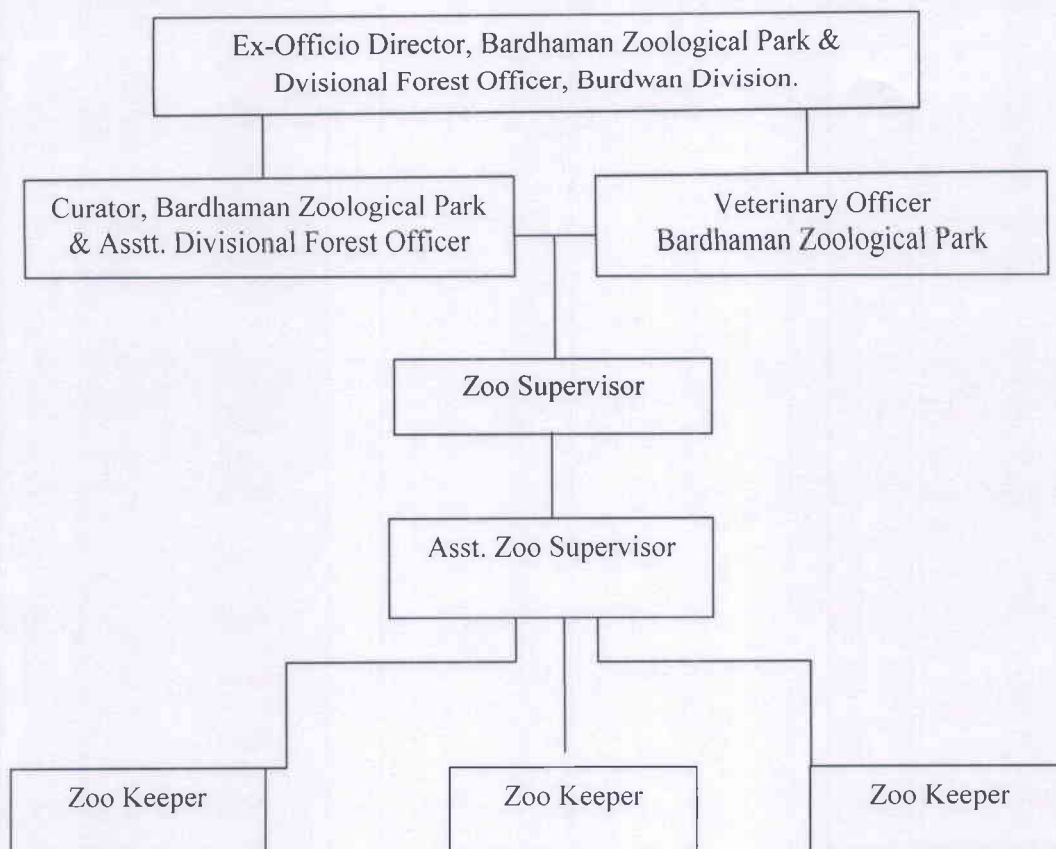 Ex-Officio Director, Bardhaman Zoological Park &
Dvisional Forest Officer, Burdwan Division.
Curator, Bardhaman Zoological Park
& Asstt. Divisional Forest Officer
Veterinary Officer
Bardhaman Zoological Park
Zoo Supervisor
Asst. Zoo Supervisor
Zoo Keeper
Zoo Keeper
Zoo Keeper